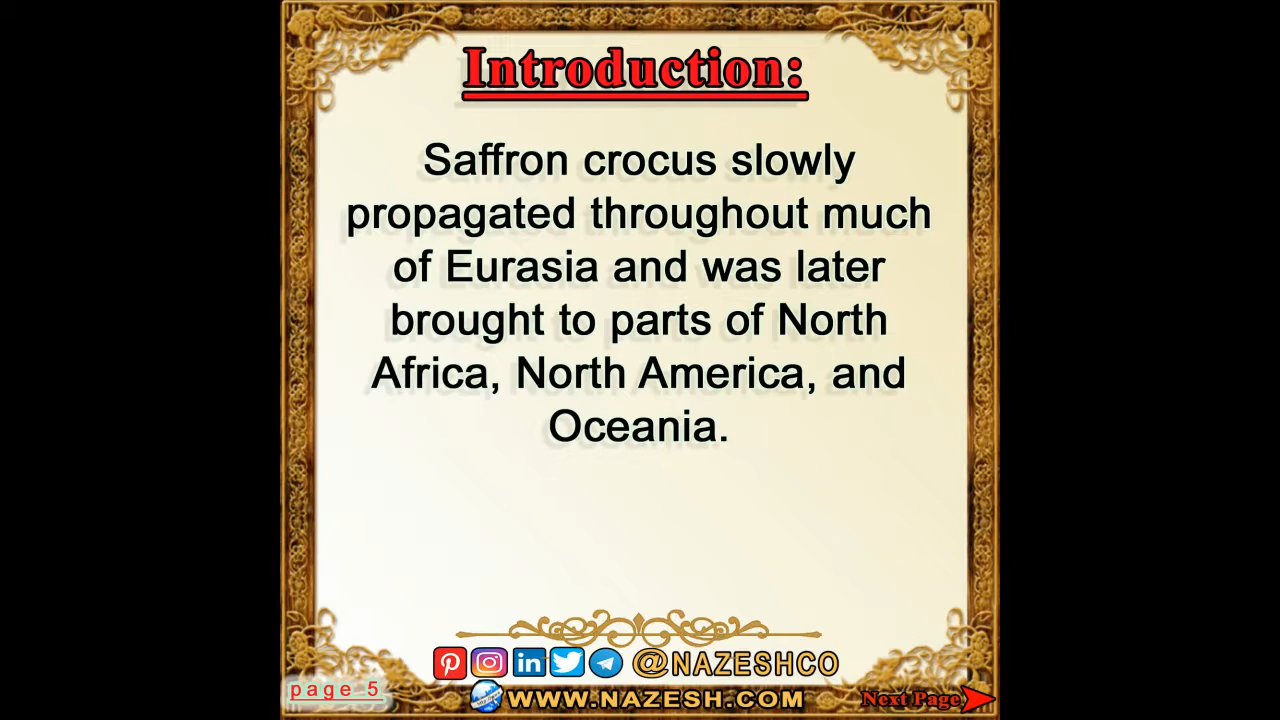 Introduction:
Saffron crocus slowly
propagated throughout much
of Eurasia and was later
brought to parts of North
Africa, North America, and
Oceania.
@NAZESHCO
page 5
WWW.NAZESH.COM
Next Page